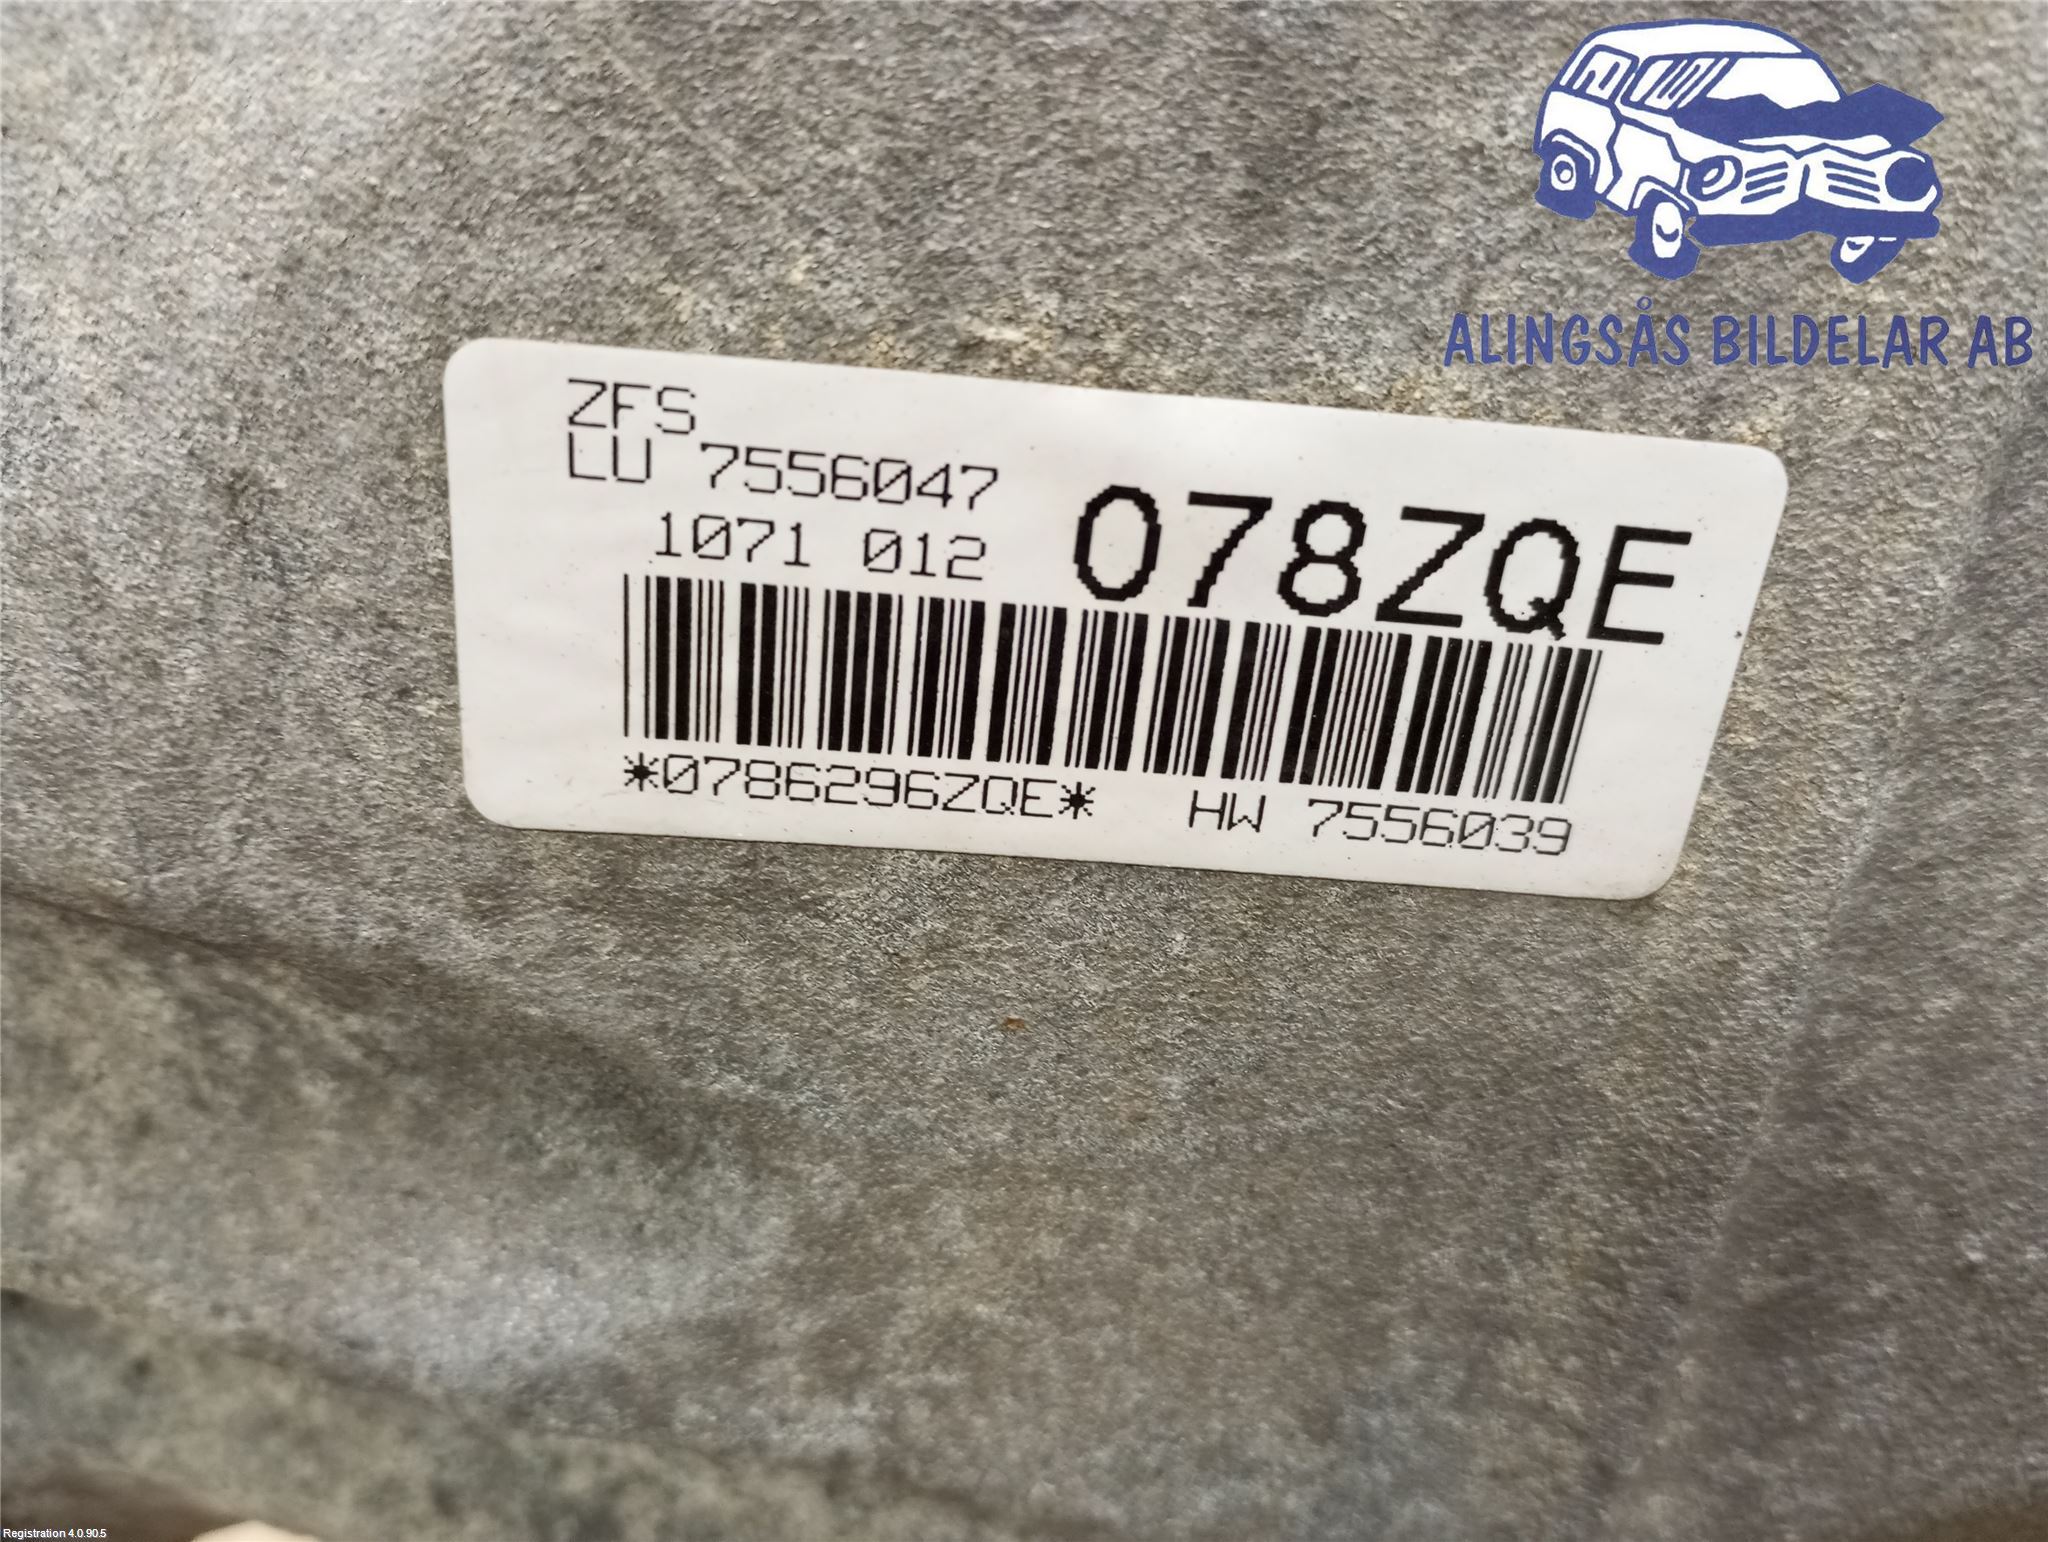 ALINGSÅS BILDELAR AB
ZFS
LU 7556047
1071 012 078ZQE
*0786296ZQE* HW 7556039
Registration 4.0.90.5